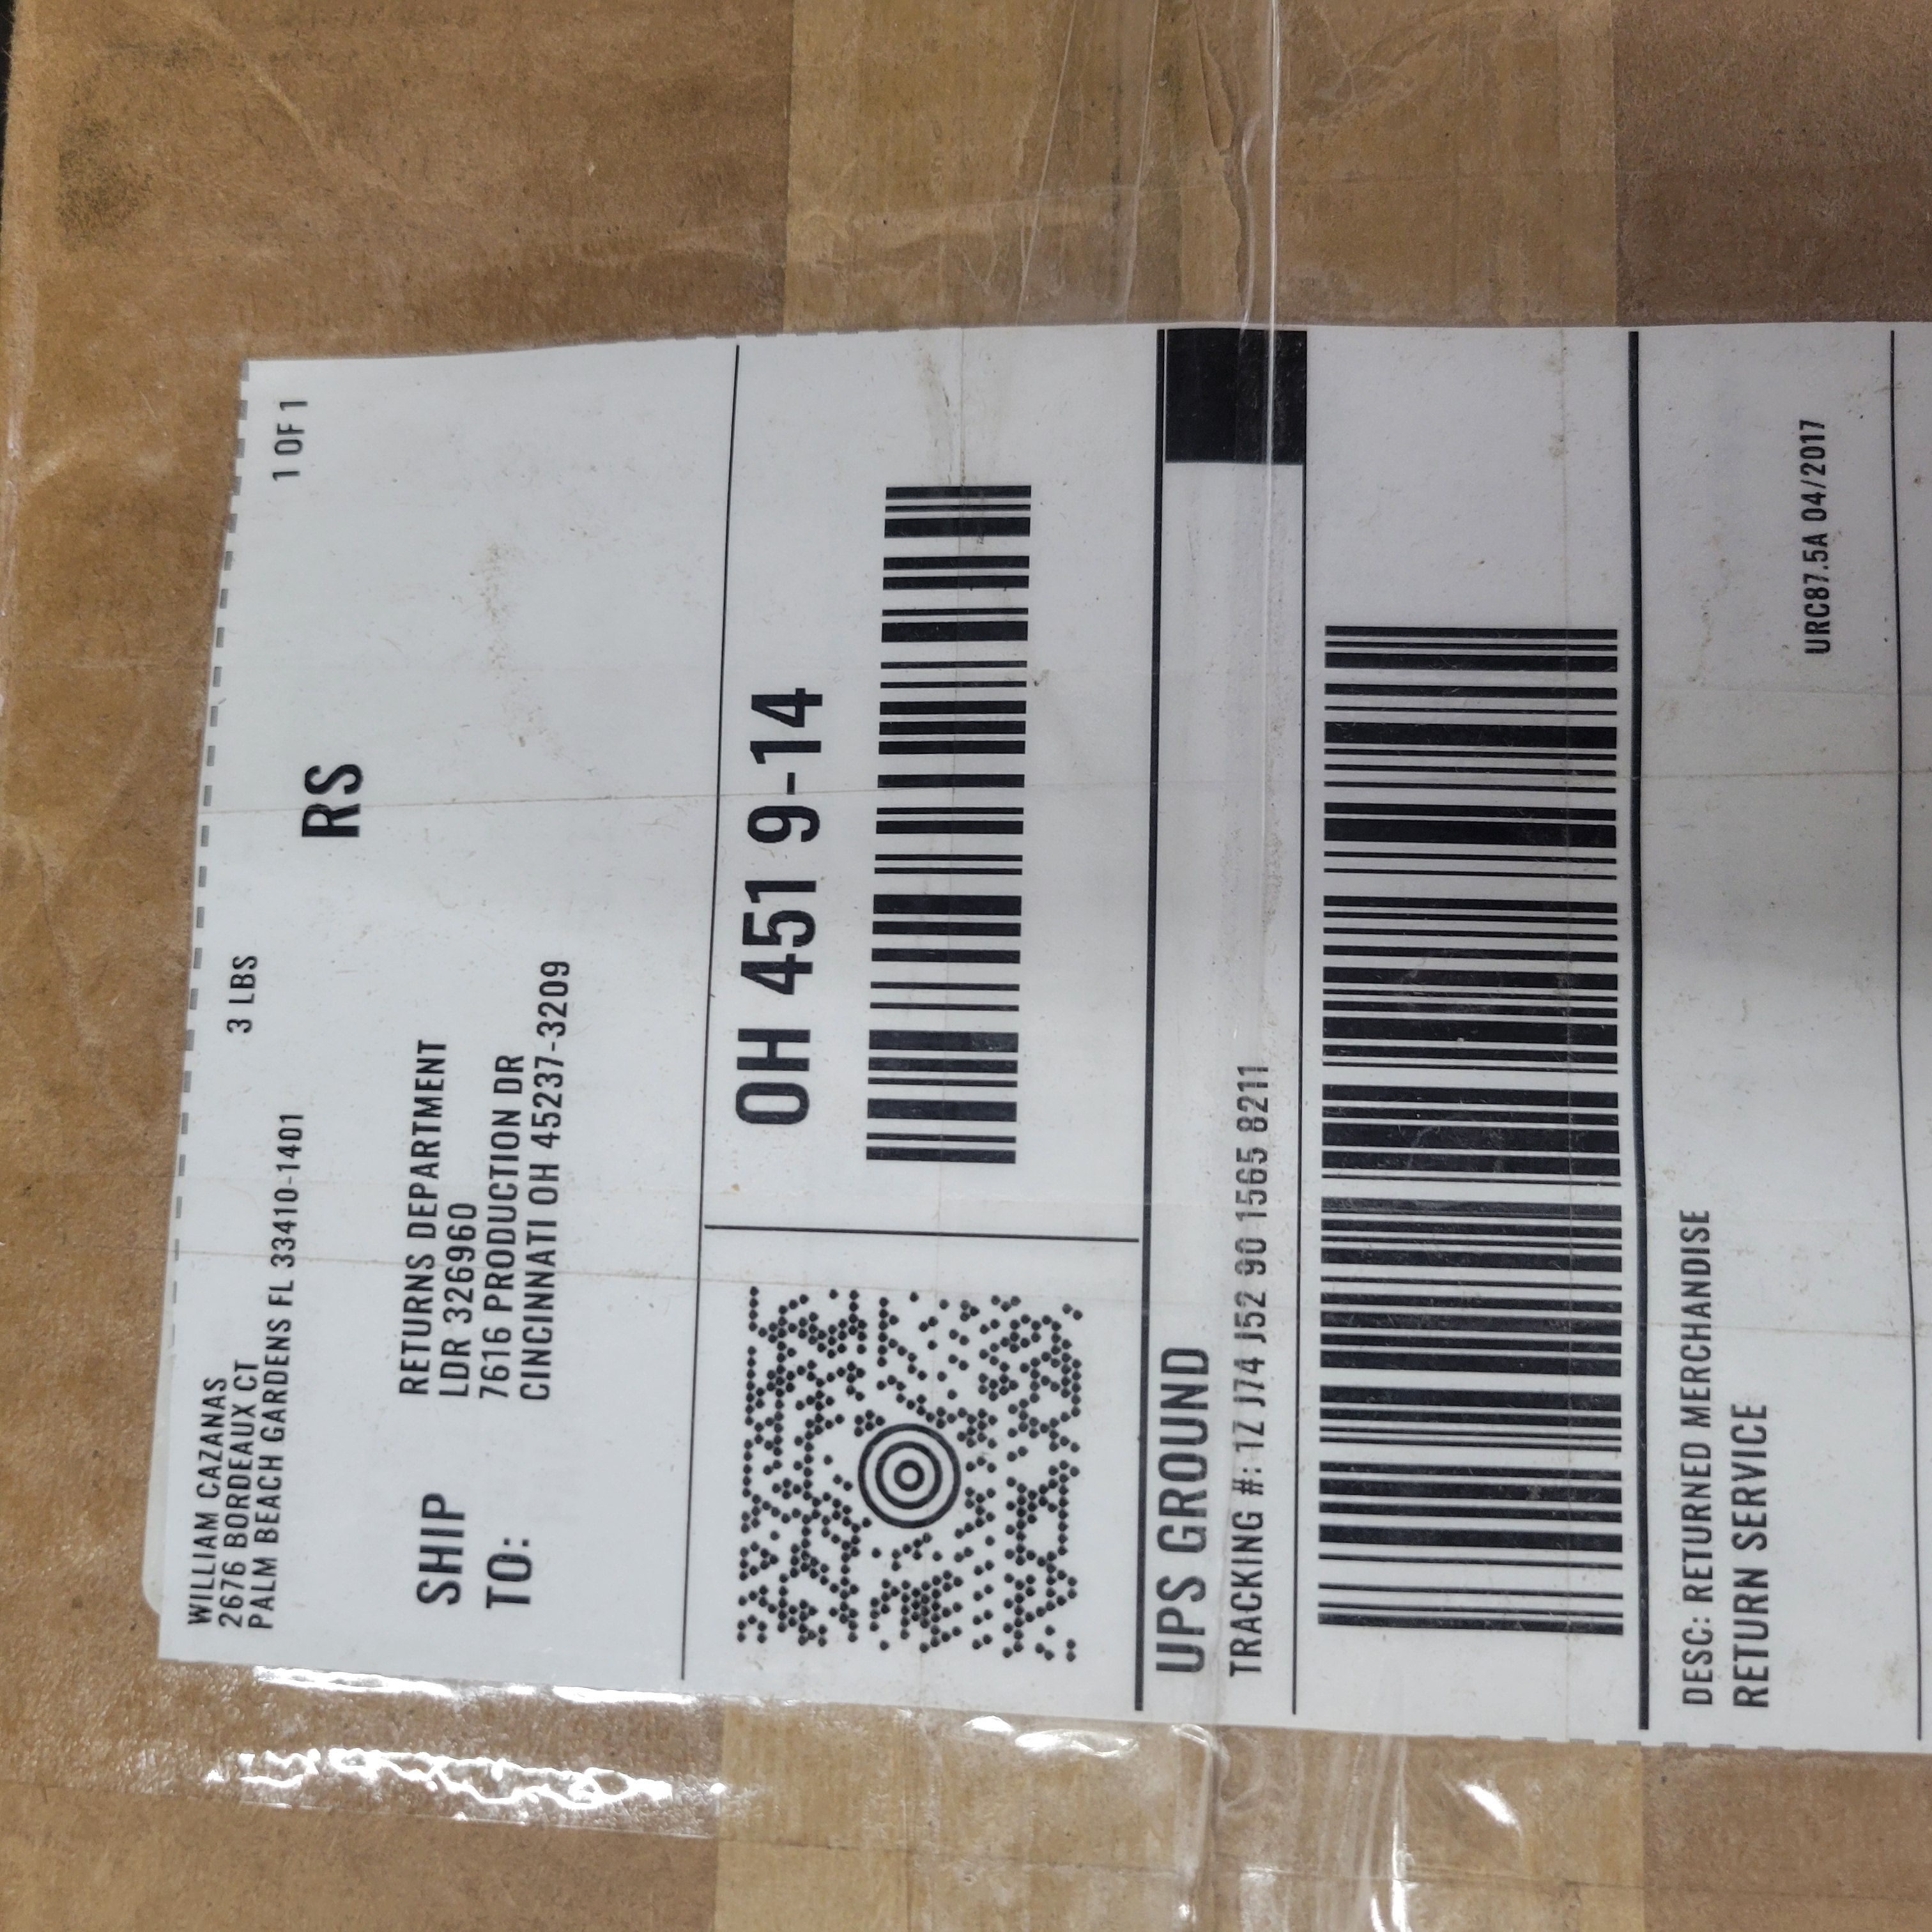 WILLIAM CAZANAS
2676 BORDEAUX CT
PALM BEACH GARDENS FL 33410-1401
3 LBS
1 OF 1
RS
SHIP
TO:
RETURNS DEPARTMENT
LDR 326960
7616 PRODUCTION DR
CINCINNATI OH 45237-3209
OH 451 9-14
UPS GROUND
TRACKING #: 1Z J74 J52 90 1565 8211
DESC: RETURNED MERCHANDISE
RETURN SERVICE
URC87.5A 04/2017